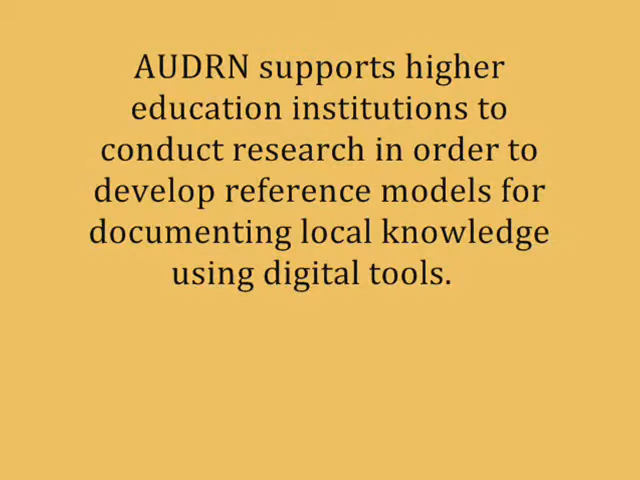 AUDRN supports higher
education institutions to
conduct research in order to
develop reference models for
documenting local knowledge
using digital tools.